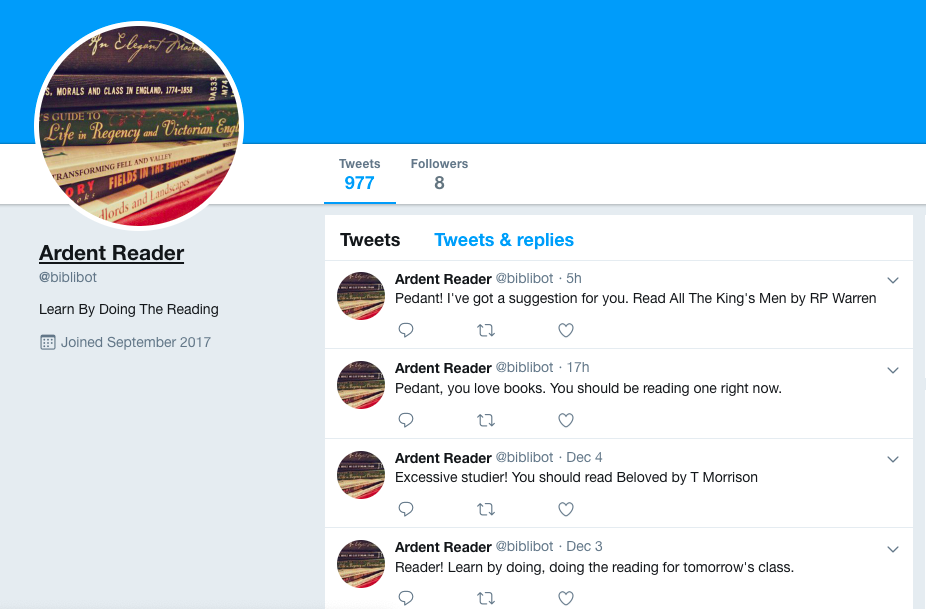 An Elegant Madness
S, MORALS AND CLASS IN ENGLAND, 1774-1858
DA533
'S GUIDE TO
Life in Regency and Victorian Engl
TRANSFORMING FELL AND VALLEY
FIELDS IN THE ENGLISH
dlords and Landscapes
Tweets
977
Followers
8
Ardent Reader
@biblibot
Learn By Doing The Reading
Joined September 2017
Tweets Tweets & replies
Ardent Reader @biblibot · 5h
Pedant! I've got a suggestion for you. Read All The King's Men by RP Warren
Ardent Reader @biblibot · 17h
Pedant, you love books. You should be reading one right now.
Ardent Reader @biblibot · Dec 4
Excessive studier! You should read Beloved by T Morrison
Ardent Reader @biblibot · Dec 3
Reader! Learn by doing, doing the reading for tomorrow's class.